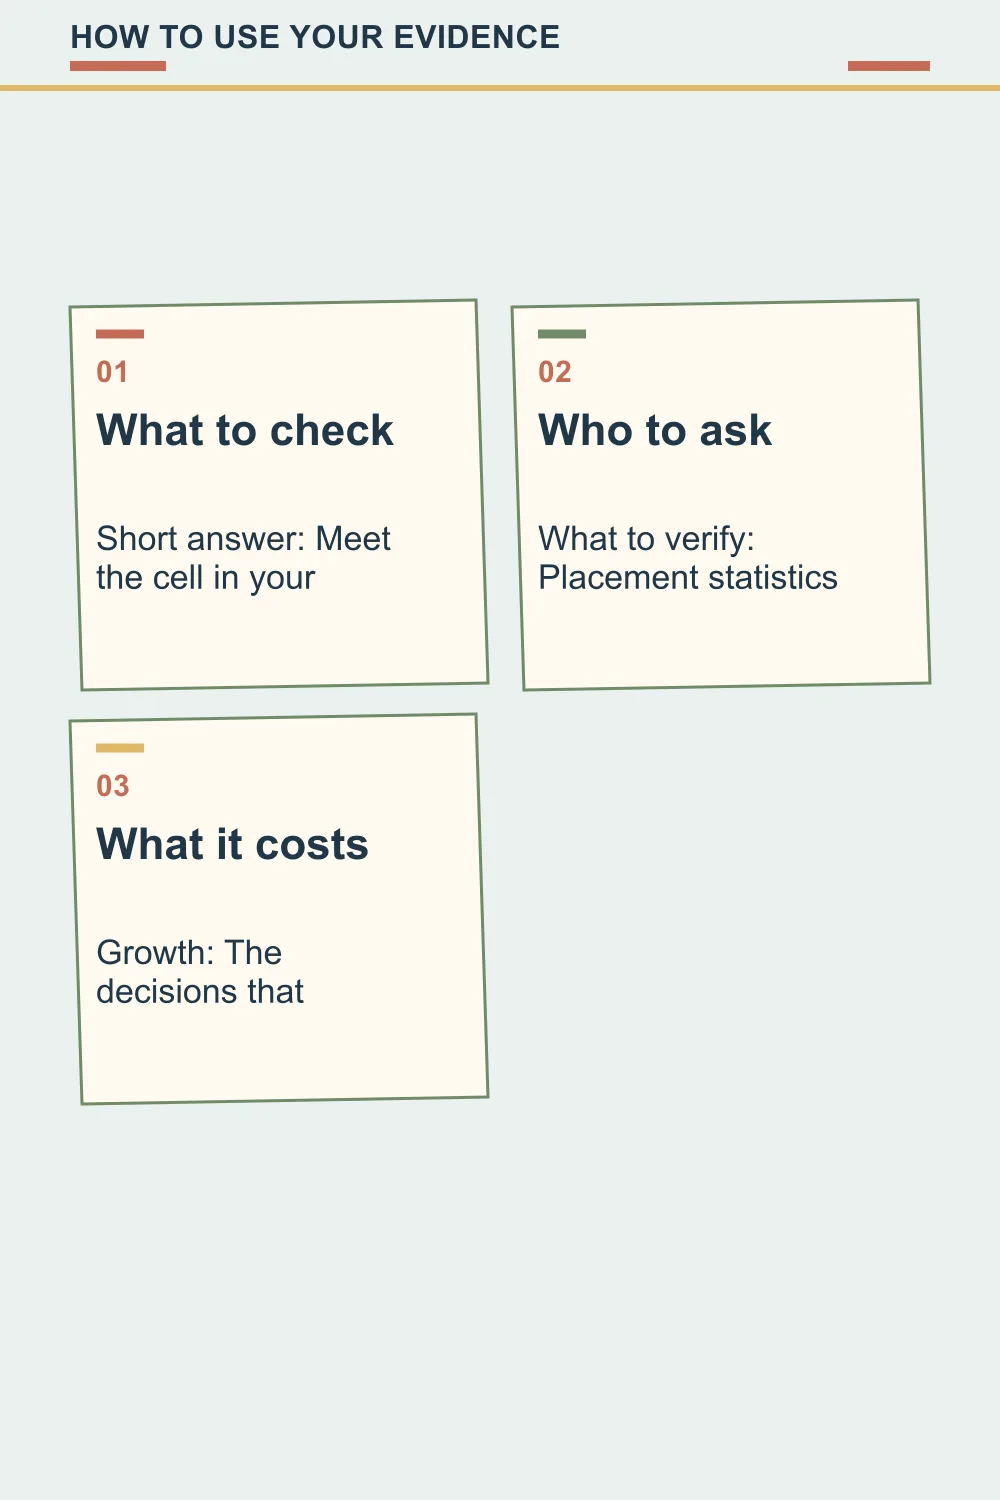 HOW TO USE YOUR EVIDENCE
01
What to check
Short answer: Meet
the cell in your
02
Who to ask
What to verify:
Placement statistics
03
What it costs
Growth: The
decisions that